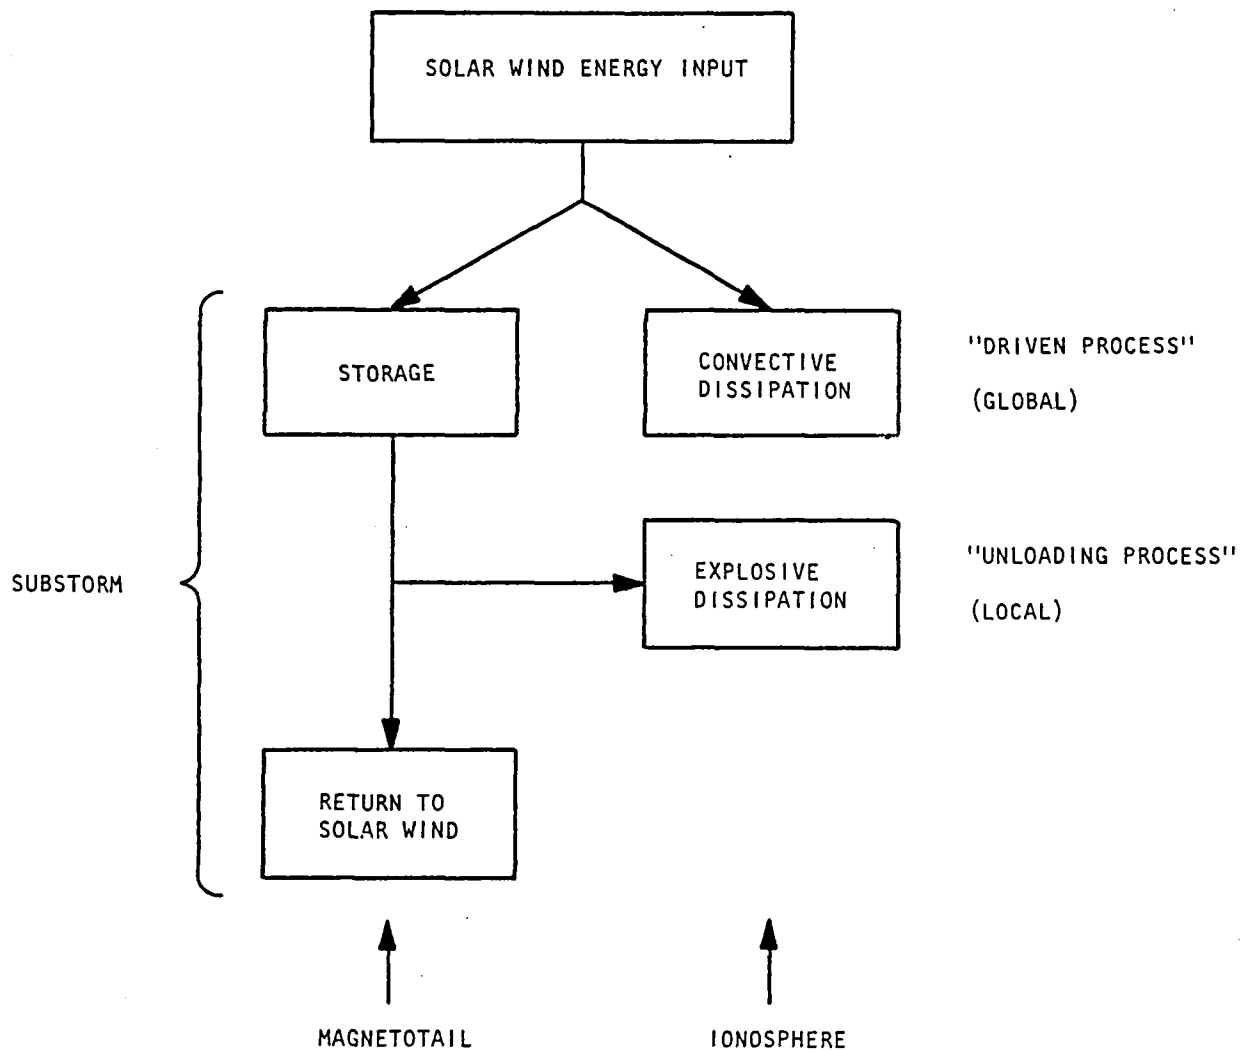 SOLAR WIND ENERGY INPUT
STORAGE
CONVECTIVE
DISSIPATION
"DRIVEN PROCESS"
(GLOBAL)
SUBSTORM
EXPLOSIVE
DISSIPATION
"UNLOADING PROCESS"
(LOCAL)
RETURN TO
SOLAR WIND
MAGNETOTAIL
IONOSPHERE